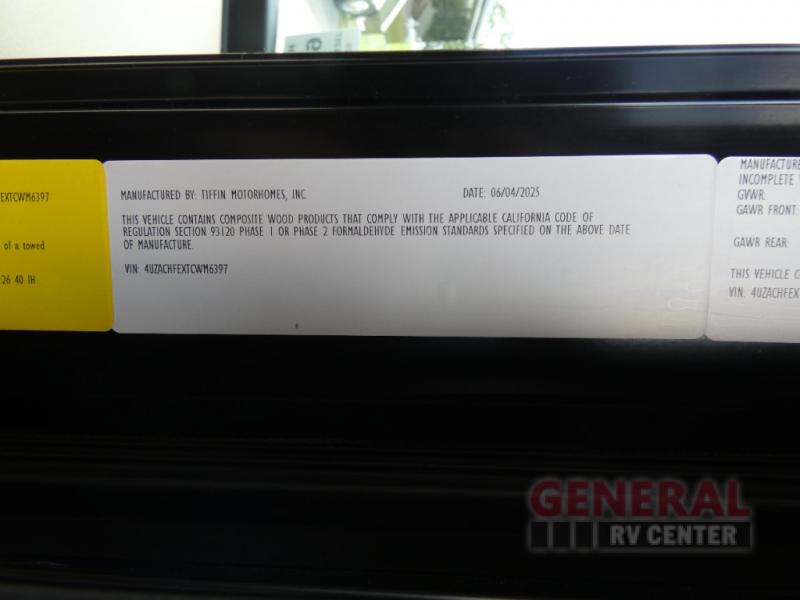 FEXTCWM6397
of a towed
:26 40 IH
MANUFACTURED BY: TIFFIN MOTORHOMES, INC
DATE: 06/04/2025
THIS VEHICLE CONTAINS COMPOSITE WOOD PRODUCTS THAT COMPLY WITH THE APPLICABLE CALIFORNIA CODE OF
REGULATION SECTION 93120 PHASE 1 OR PHASE 2 FORMALDEHYDE EMISSION STANDARDS SPECIFIED ON THE ABOVE DATE
OF MANUFACTURE.
VIN: 4UZACHFEXTCWM6397
MANUFACTURE
INCOMPLETE
GVWR:
GAWR FRONT:
GAWR REAR:
THIS VEHICLE C
VIN: 4UZACHFEXT
GENERAL
RV CENTER